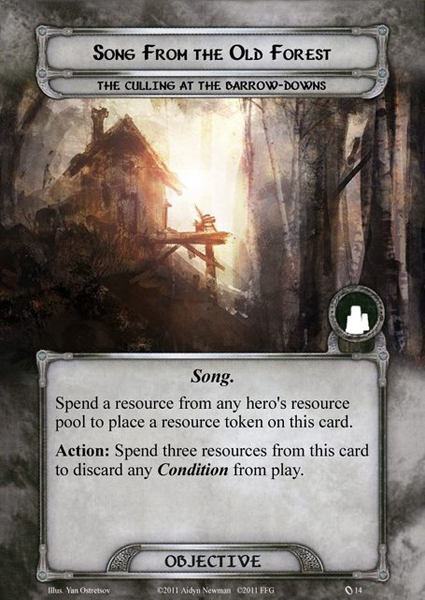 Song From the Old Forest
The Culling at the Barrow-downs
Song.
Spend a resource from any hero's resource
pool to place a resource token on this card.
Action: Spend three resources from this card
to discard any Condition from play.
OBJECTIVE
Illus. Yan Ostretsov ©2011 Aidyn Newman ©2011 FFG 14